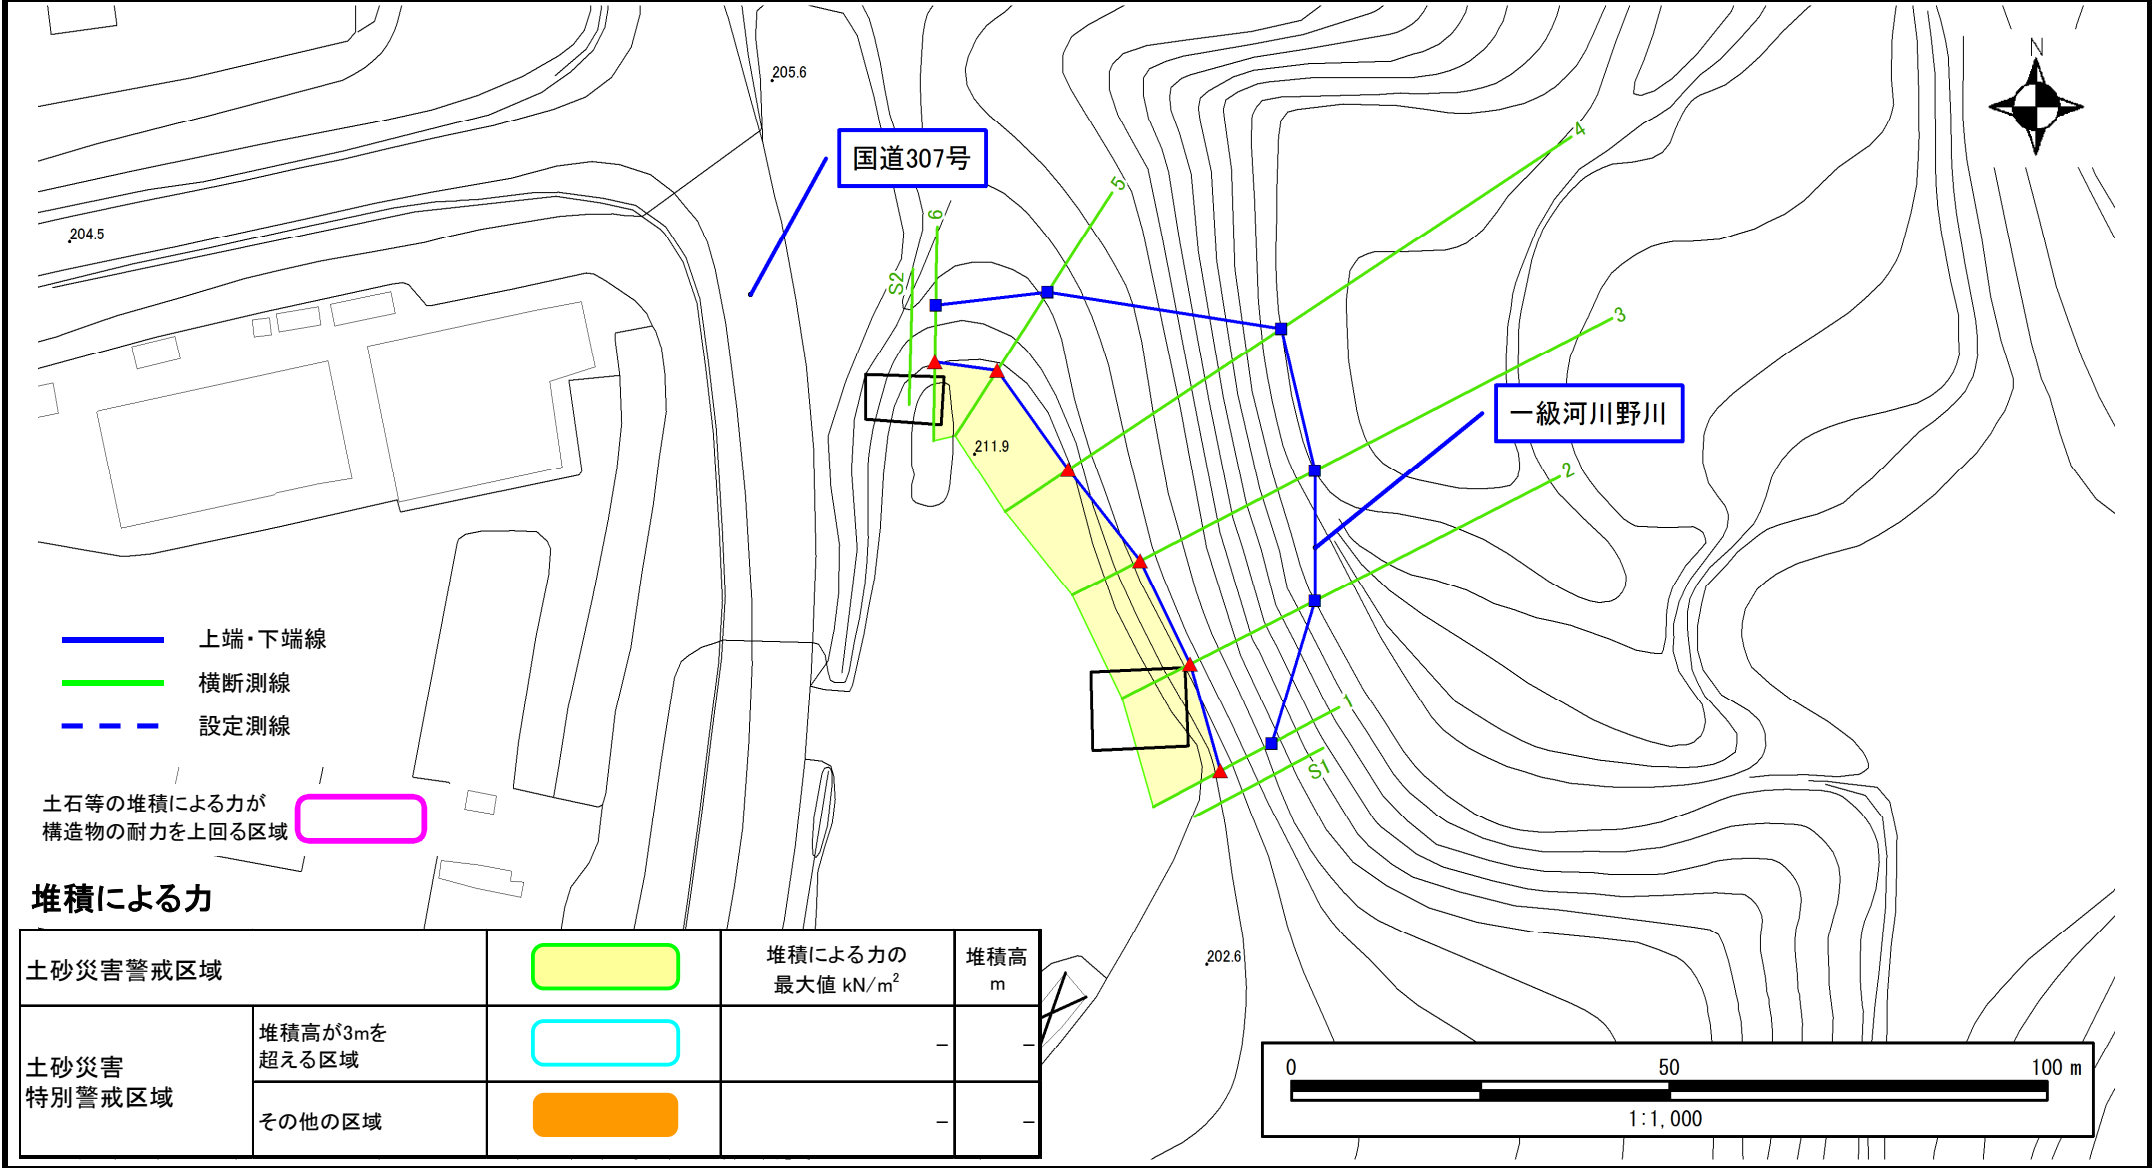 N
205.6
国道307号
4
5
6
204.5
S2
3
一級河川野川
211.9
2
上端・下端線
横断測線
設定測線
1
S1
土石等の堆積による力が
構造物の耐力を上回る区域
堆積による力
土砂災害警戒区域
堆積による力の
最大値 kN/m²
堆積高
m
202.6
土砂災害
特別警戒区域
堆積高が3mを
超える区域
－
－
その他の区域
－
－
0 50 100 m
1:1,000